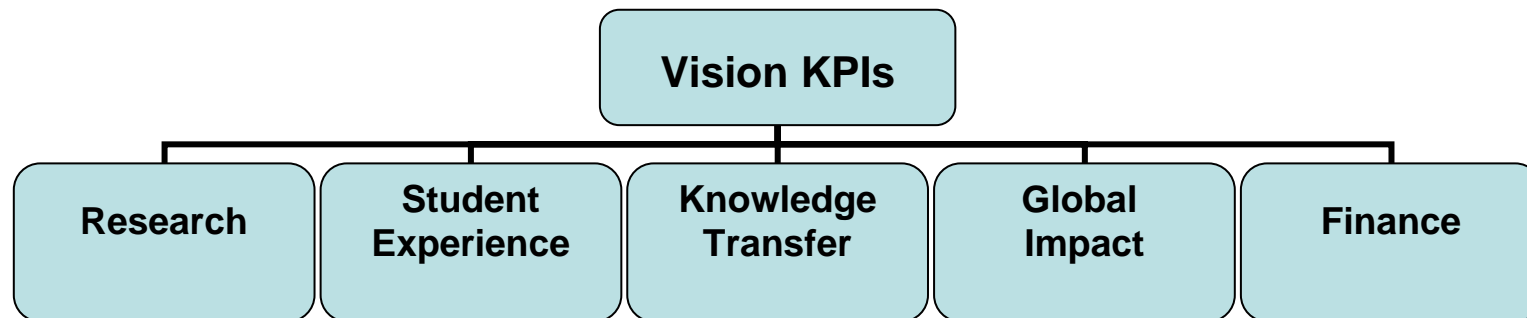 Vision KPIs
Research
Student
Experience
Knowledge
Transfer
Global
Impact
Finance